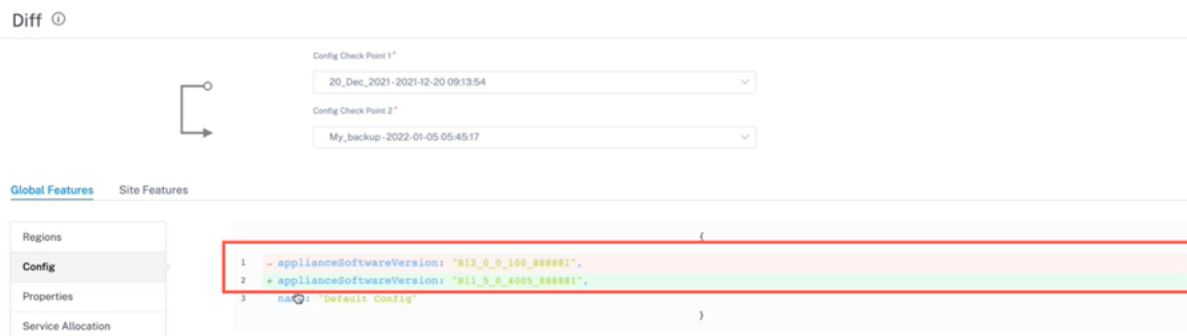 Diff
Config Check Point 1*
20_Dec_2021-2021-12-20 09:13:54
Config Check Point 2*
My_backup-2022-01-05 05:45:17
Global Features Site Features
Regions
Config
Properties
Service Allocation
{
1 - applianceSoftwareVersion: "R12_0_0_100_888881",
2 + applianceSoftwareVersion: "R11_5_0_4005_888881",
3 name: "Default Config"
}